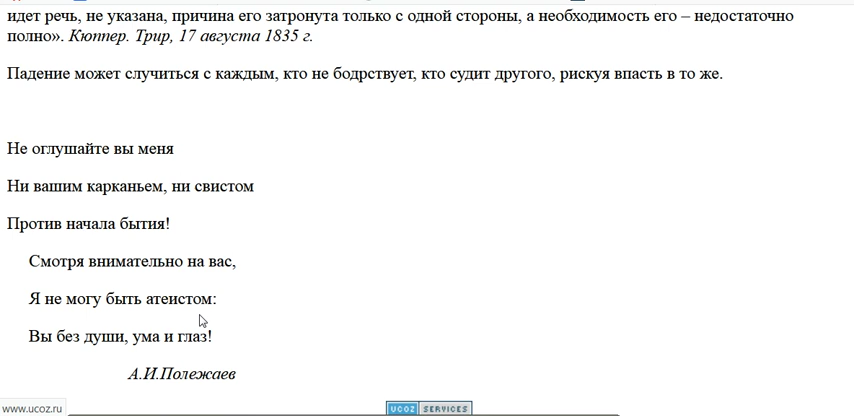 идет речь, не указана, причина его затронута только с одной стороны, а необходимость его – недостаточно
полно». Кюппер. Трир, 17 августа 1835 г.
Падение может случиться с каждым, кто не бодрствует, кто судит другого, рискуя впасть в то же.
Не оглушайте вы меня
Ни вашим карканьем, ни свистом
Против начала бытия!
Смотря внимательно на вас,
Я не могу быть атеистом:
Вы без души, ума и глаз!
А.И.Полежаев
www.ucoz.ru
UCOZ SERVICES